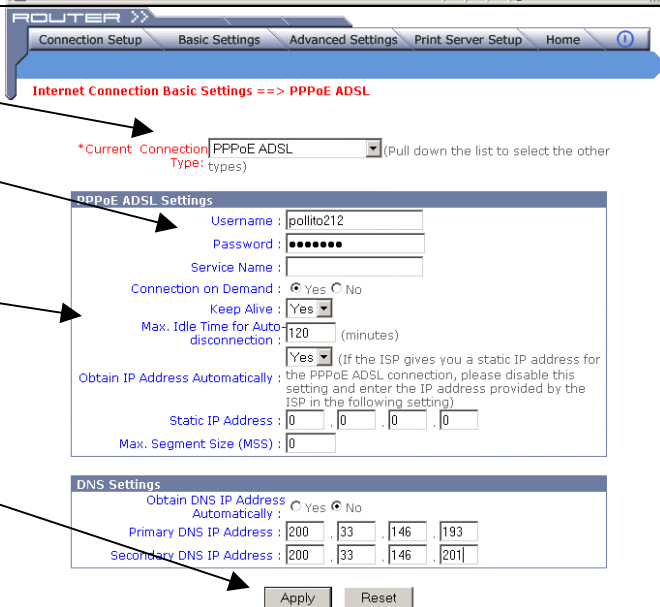 ROUTER >>
Connection Setup Basic Settings Advanced Settings Print Server Setup Home i
Internet Connection Basic Settings ==> PPPoE ADSL
*Current Connection Type: PPPoE ADSL (Pull down the list to select the other types)
PPPoE ADSL Settings
Username : pollito212
Password : •••••••
Service Name :
Connection on Demand : Yes No
Keep Alive : Yes
Max. Idle Time for Auto-disconnection : 120 (minutes)
Obtain IP Address Automatically : Yes (If the ISP gives you a static IP address for the PPPoE ADSL connection, please disable this setting and enter the IP address provided by the ISP in the following setting)
Static IP Address : 0 . 0 . 0 . 0
Max. Segment Size (MSS) : 0
DNS Settings
Obtain DNS IP Address Automatically : Yes No
Primary DNS IP Address : 200 . 33 . 146 . 193
Secondary DNS IP Address : 200 . 33 . 146 . 201
Apply Reset